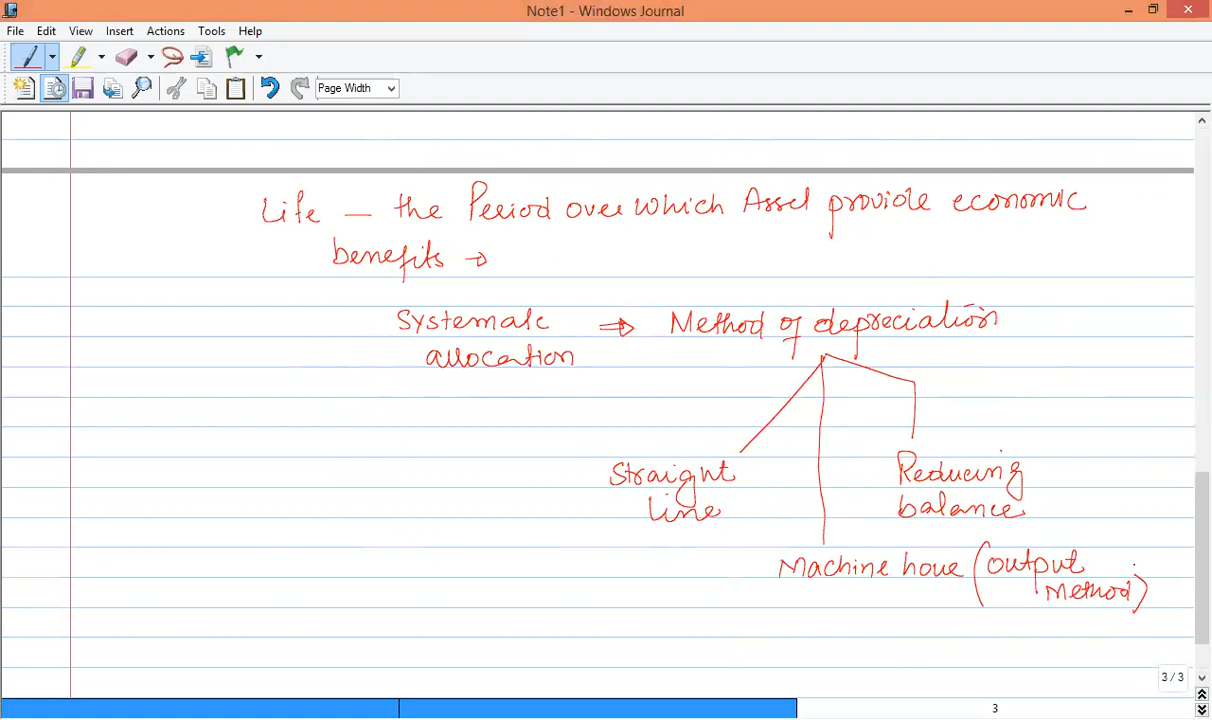 Note1 - Windows Journal
File Edit View Insert Actions Tools Help
Page Width
Life — the Period over which Asset provide economic
benefits →
Systematic ⇒ Method of depreciation
allocation
Straight Reducing
line balance
Machine hour (output
Method)
3 / 3
3